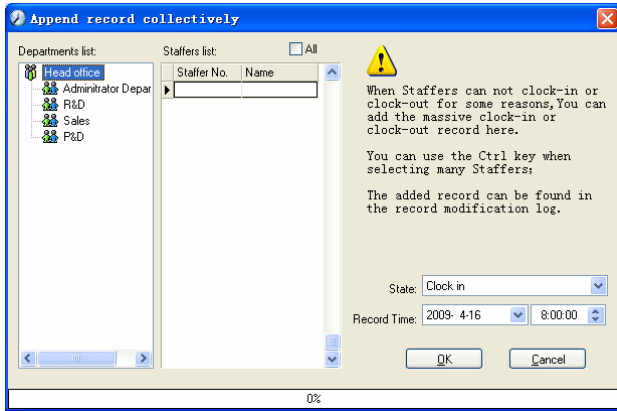 Append record collectively
Departments list:
Staffers list:
All
Head office
Adminitrator Depar
R&D
Sales
P&D
Staffer No. Name
When Staffers can not clock-in or
clock-out for some reasons,You can
add the massive clock-in or
clock-out record here.
You can use the Ctrl key when
selecting many Staffers;
The added record can be found in
the record modification log.
State: Clock in
Record Time: 2009- 4-16 8:00:00
OK Cancel
0%